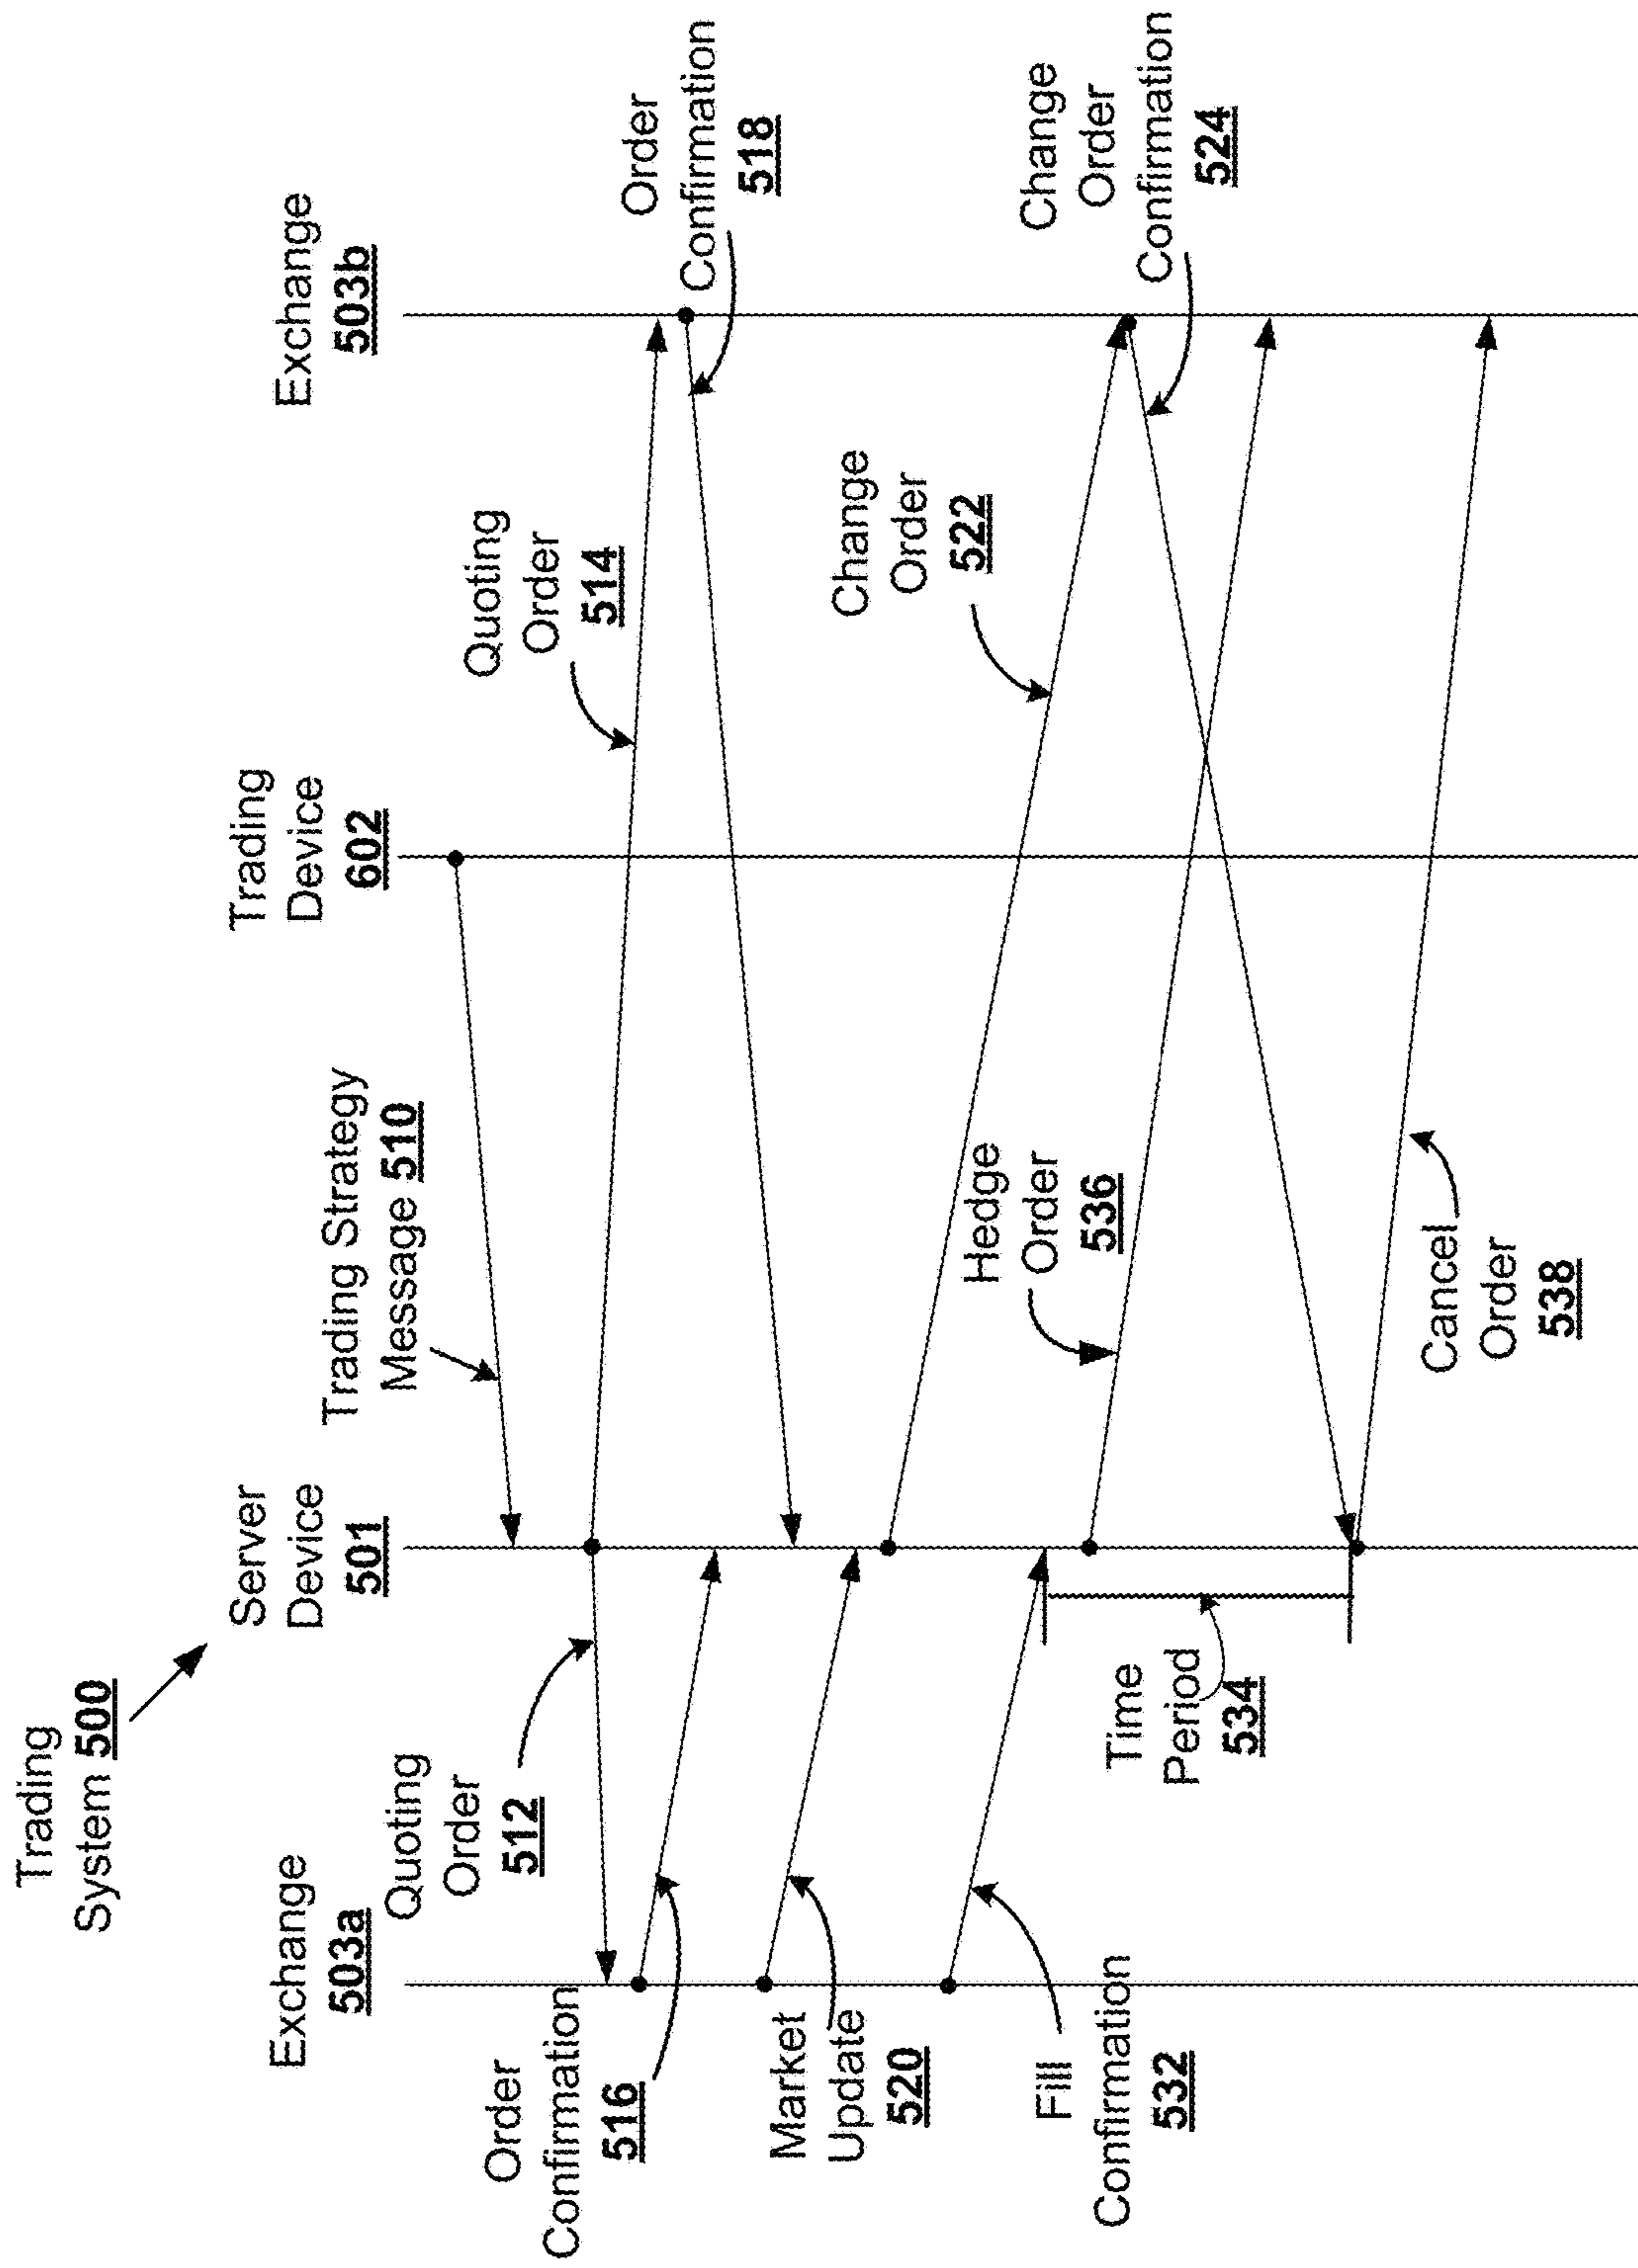 Trading
System 500
Exchange
503a
Server
Device
501
Trading
Device
602
Exchange
503b
Trading Strategy
Message 510
Quoting
Order
512
Quoting
Order
514
Order
Confirmation
516
Order
Confirmation
518
Market
Update
520
Change
Order
522
Fill
Confirmation
532
Time
Period
534
Hedge
Order
536
Change
Order
Confirmation
524
Cancel
Order
538